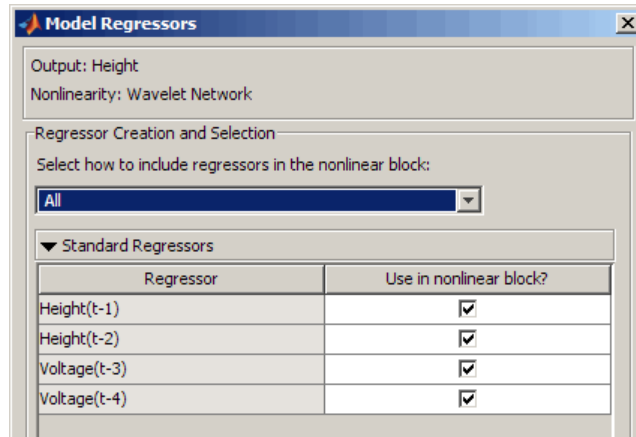 Model Regressors
Output: Height
Nonlinearity: Wavelet Network
Regressor Creation and Selection
Select how to include regressors in the nonlinear block:
All
Standard Regressors
Regressor Use in nonlinear block?
Height(t-1)
Height(t-2)
Voltage(t-3)
Voltage(t-4)